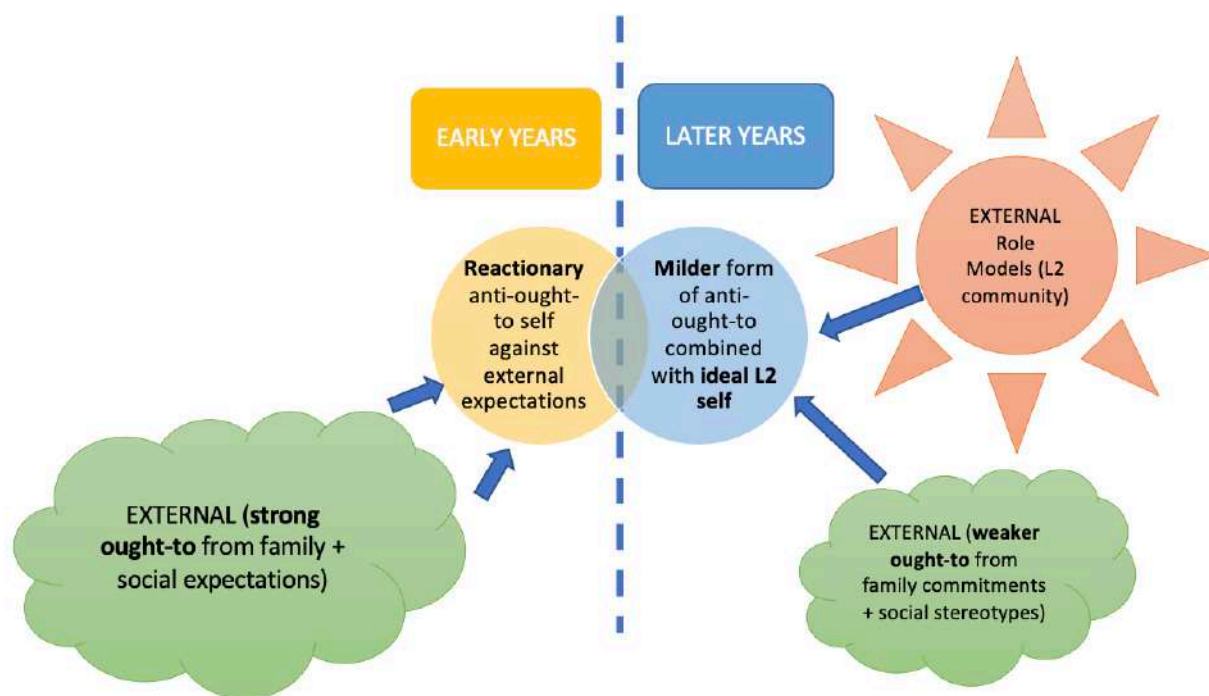 EARLY YEARS
LATER YEARS
Reactionary
anti-ought-
to self
against
external
expectations
Milder form
of anti-
ought-to
combined
with ideal L2
self
EXTERNAL
Role
Models (L2
community)
EXTERNAL (strong
ought-to from family +
social expectations)
EXTERNAL (weaker
ought-to from
family commitments
+ social stereotypes)